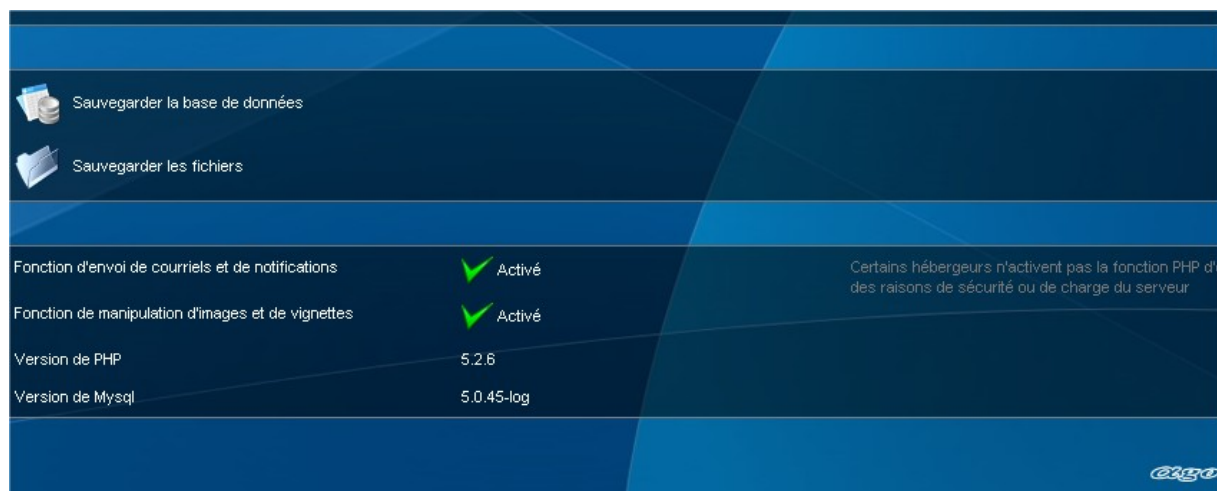 Sauvegarder la base de données
Sauvegarder les fichiers
Fonction d'envoi de courriels et de notifications Activé Certains hébergeurs n'activent pas la fonction PHP
des raisons de sécurité ou de charge du serveur
Fonction de manipulation d'images et de vignettes Activé
Version de PHP 5.2.6
Version de Mysql 5.0.45-log